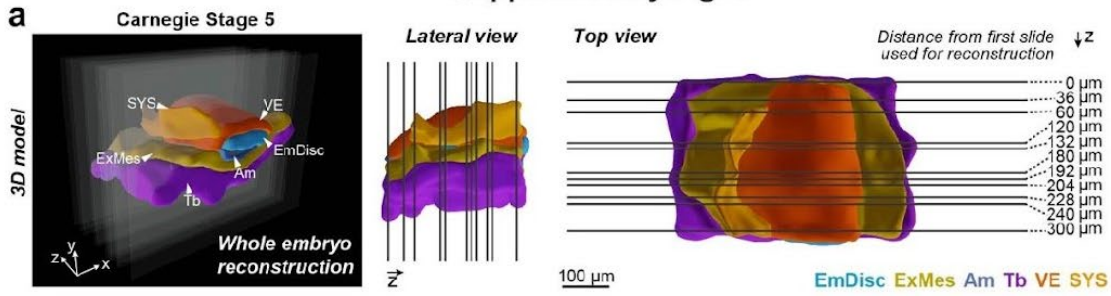 a
Carnegie Stage 5
Lateral view
Top view
Distance from first slide
used for reconstruction
z
3D model
SYS
VE
EmDisc
ExMes
Am
Tb
Whole embryo
reconstruction
y
z
x
z
0 µm
36 µm
60 µm
120 µm
132 µm
180 µm
192 µm
204 µm
228 µm
240 µm
300 µm
100 µm
EmDisc ExMes Am Tb VE SYS